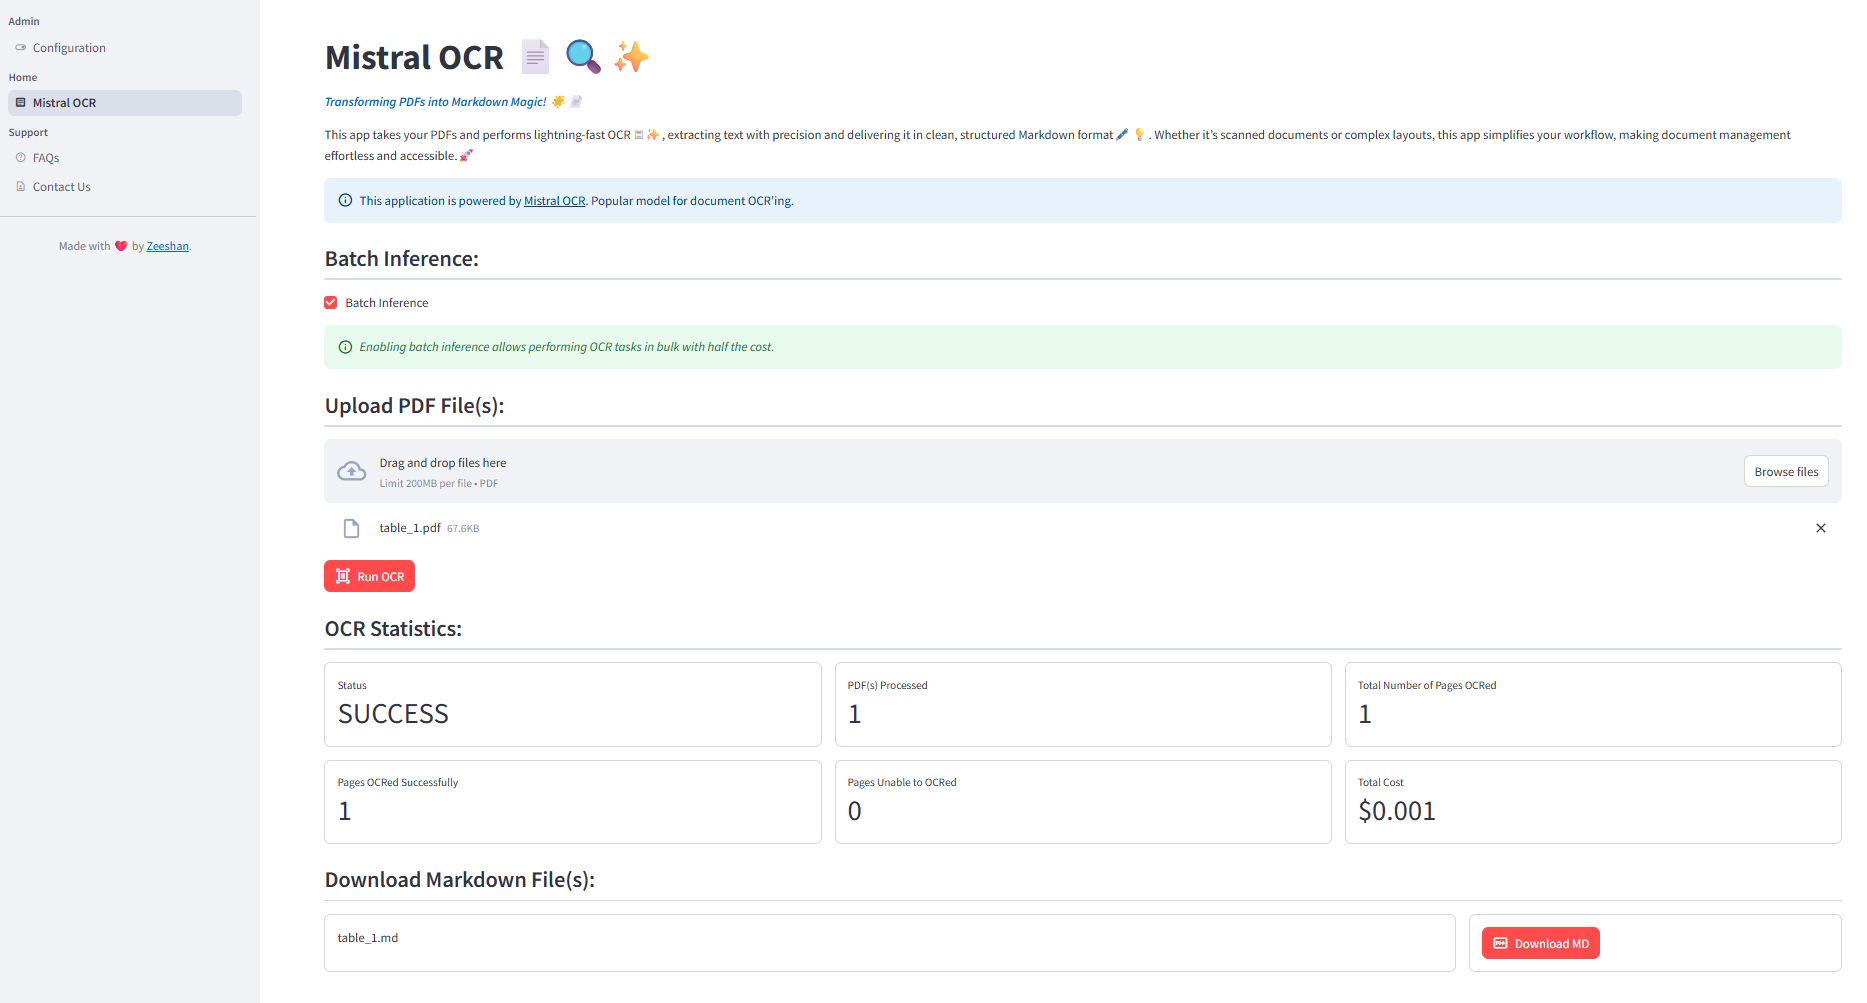 Admin
Configuration
Home
Mistral OCR
Support
FAQs
Contact Us
Made with ❤️ by Zeeshan.
Mistral OCR 📄 🔍 ✨
Transforming PDFs into Markdown Magic!
This app takes your PDFs and performs lightning-fast OCR ✨, extracting text with precision and delivering it in clean, structured Markdown format 🖊️ 💡. Whether it’s scanned documents or complex layouts, this app simplifies your workflow, making document management
effortless and accessible. 🚀
This application is powered by Mistral OCR. Popular model for document OCR'ing.
Batch Inference:
Batch Inference
Enabling batch inference allows performing OCR tasks in bulk with half the cost.
Upload PDF File(s):
Drag and drop files here
Limit 200MB per file • PDF
Browse files
table_1.pdf 67.6KB
Run OCR
OCR Statistics:
Status
SUCCESS
PDF(s) Processed
1
Total Number of Pages OCRed
1
Pages OCRed Successfully
1
Pages Unable to OCRed
0
Total Cost
$0.001
Download Markdown File(s):
table_1.md
Download MD